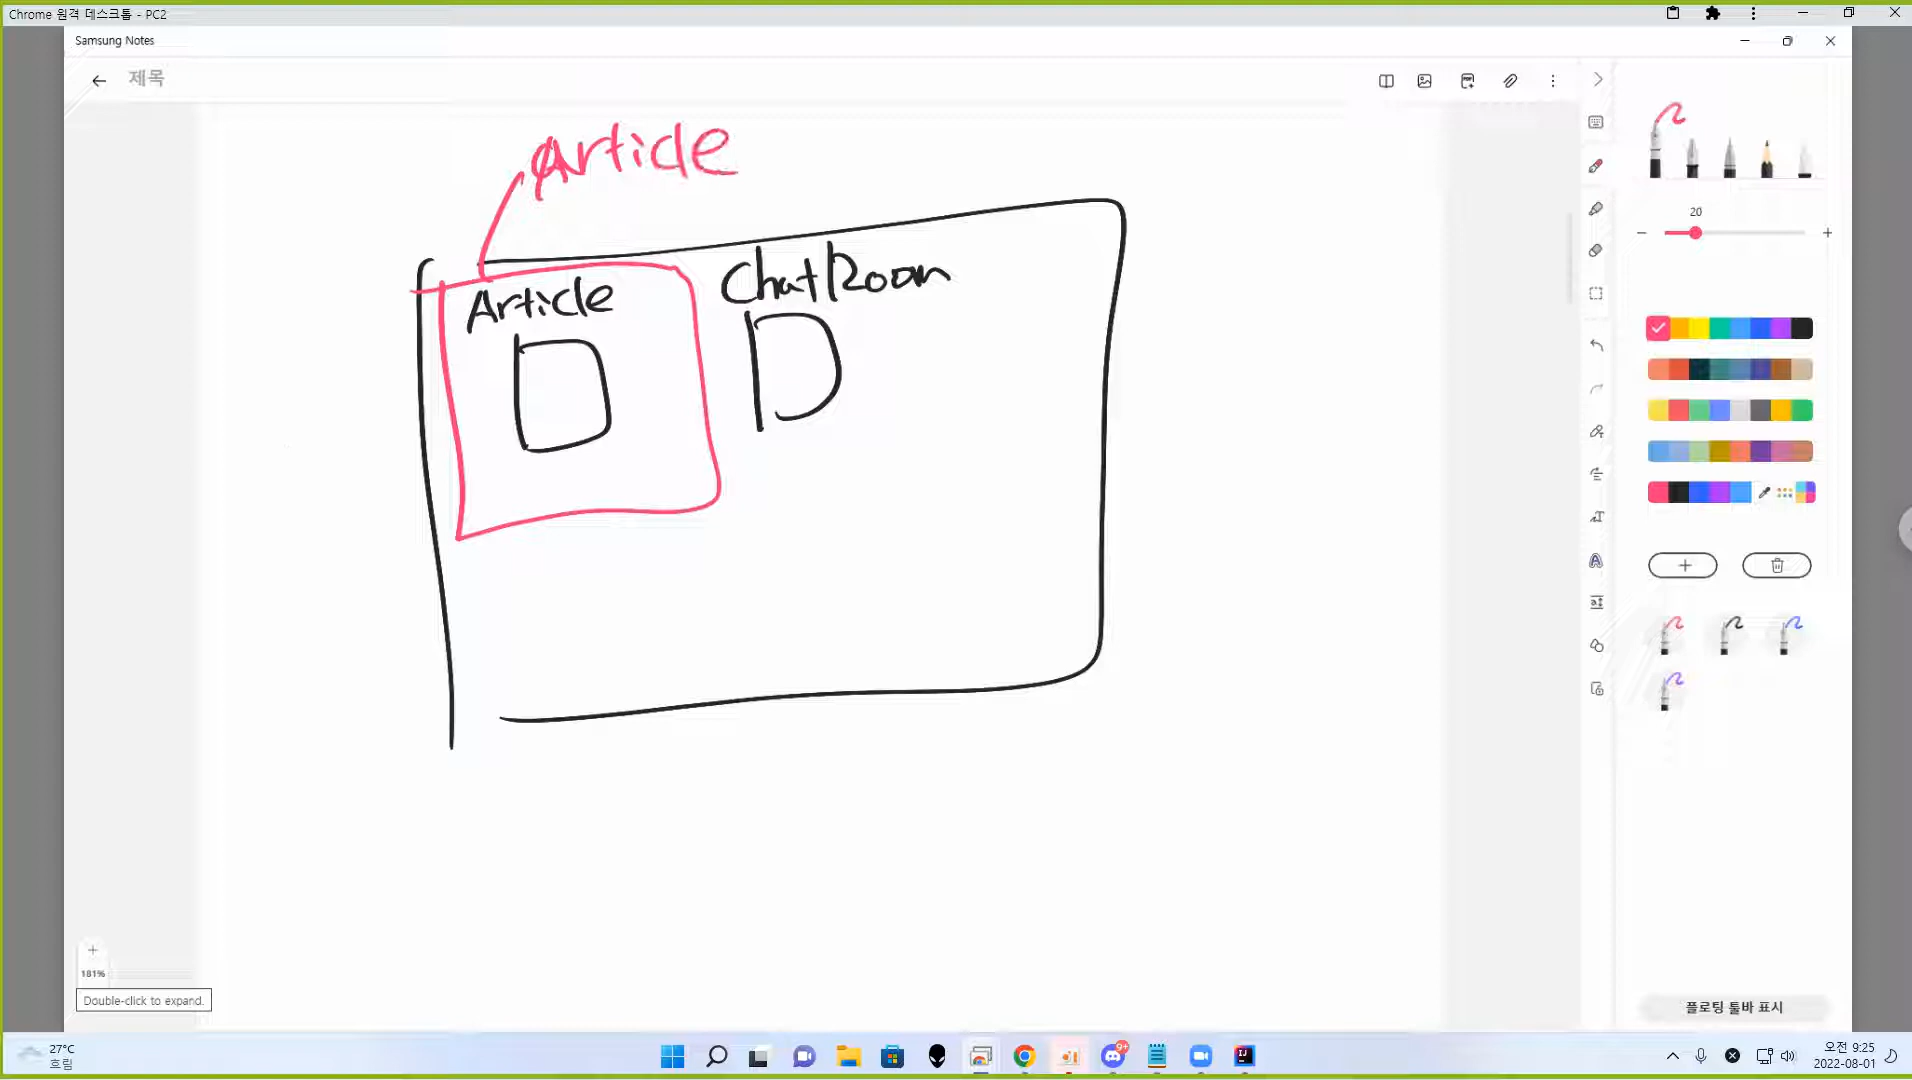 Chrome 원격 데스크톱 - PC2
Samsung Notes
제목
Article
Article
ChatRoom
20
181%
Double-click to expand.
플로팅 툴바 표시
27°C
흐림
9+
오전 9:25
2022-08-01